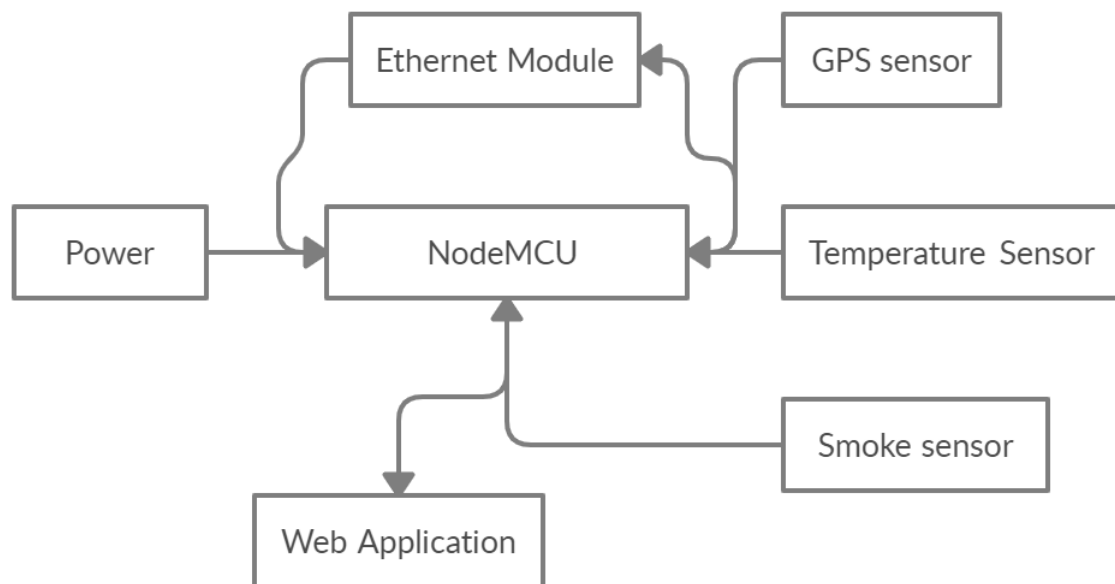 Ethernet Module
GPS sensor
Power
NodeMCU
Temperature Sensor
Smoke sensor
Web Application